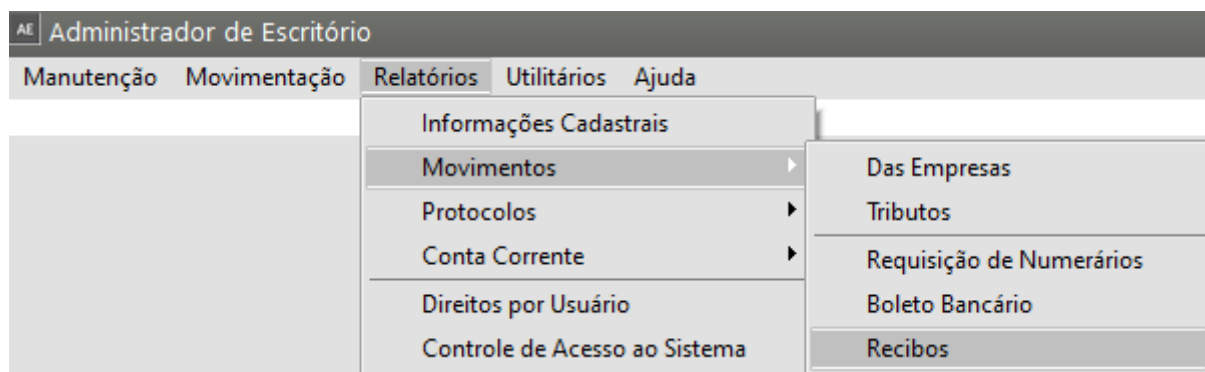 AE Administrador de Escritório
Manutenção Movimentação Relatórios Utilitários Ajuda
Informações Cadastrais
Movimentos
Protocolos
Conta Corrente
Direitos por Usuário
Controle de Acesso ao Sistema
Das Empresas
Tributos
Requisição de Numerários
Boleto Bancário
Recibos